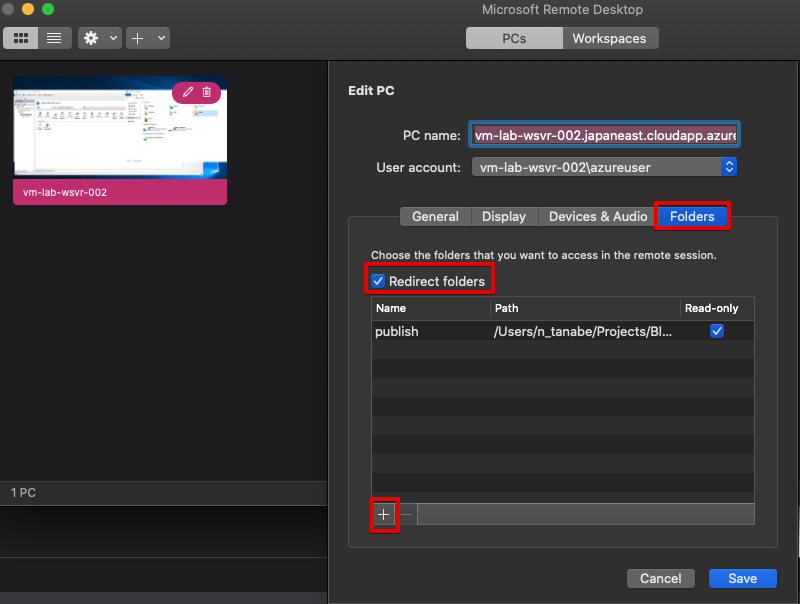 Microsoft Remote Desktop
PCs
Workspaces
vm-lab-wsvr-002
1 PC
Edit PC
PC name: vm-lab-wsvr-002.japaneast.cloudapp.azure
User account: vm-lab-wsvr-002\azureuser
General Display Devices & Audio Folders
Choose the folders that you want to access in the remote session.
Redirect folders
Name Path Read-only
publish /Users/n_tanabe/Projects/Bl...
Cancel Save